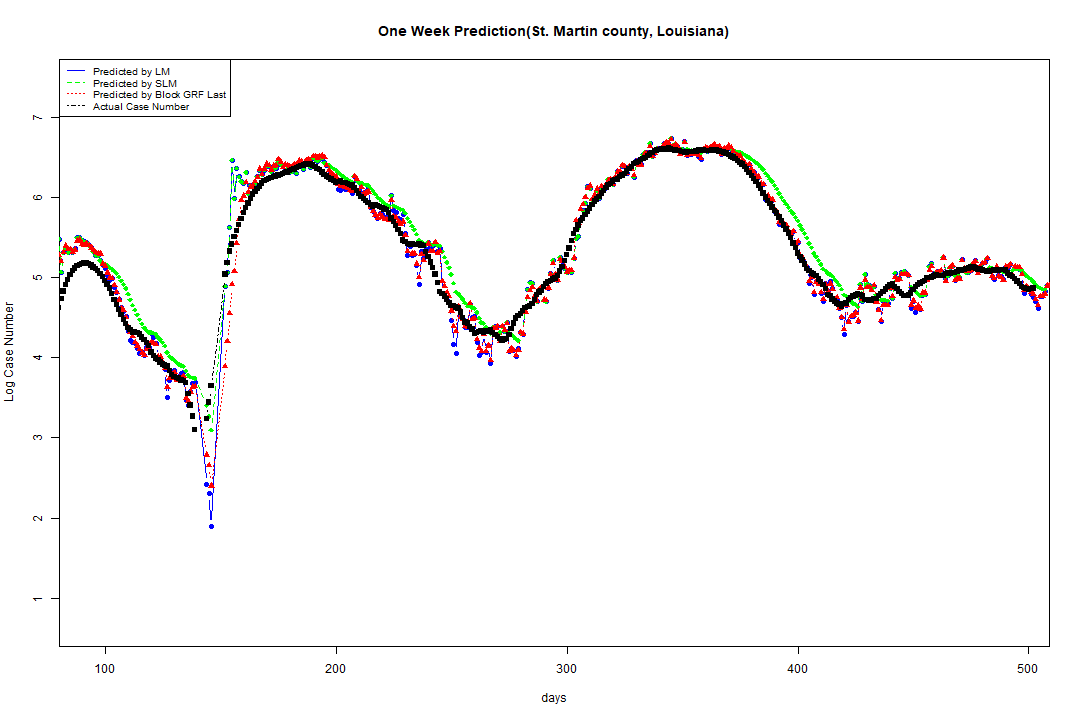 One Week Prediction(St. Martin county, Louisiana)
Predicted by LM
Predicted by SLM
Predicted by Block GRF Last
Actual Case Number
7
6
5
4
3
2
1
Log Case Number
100 200 300 400 500
days